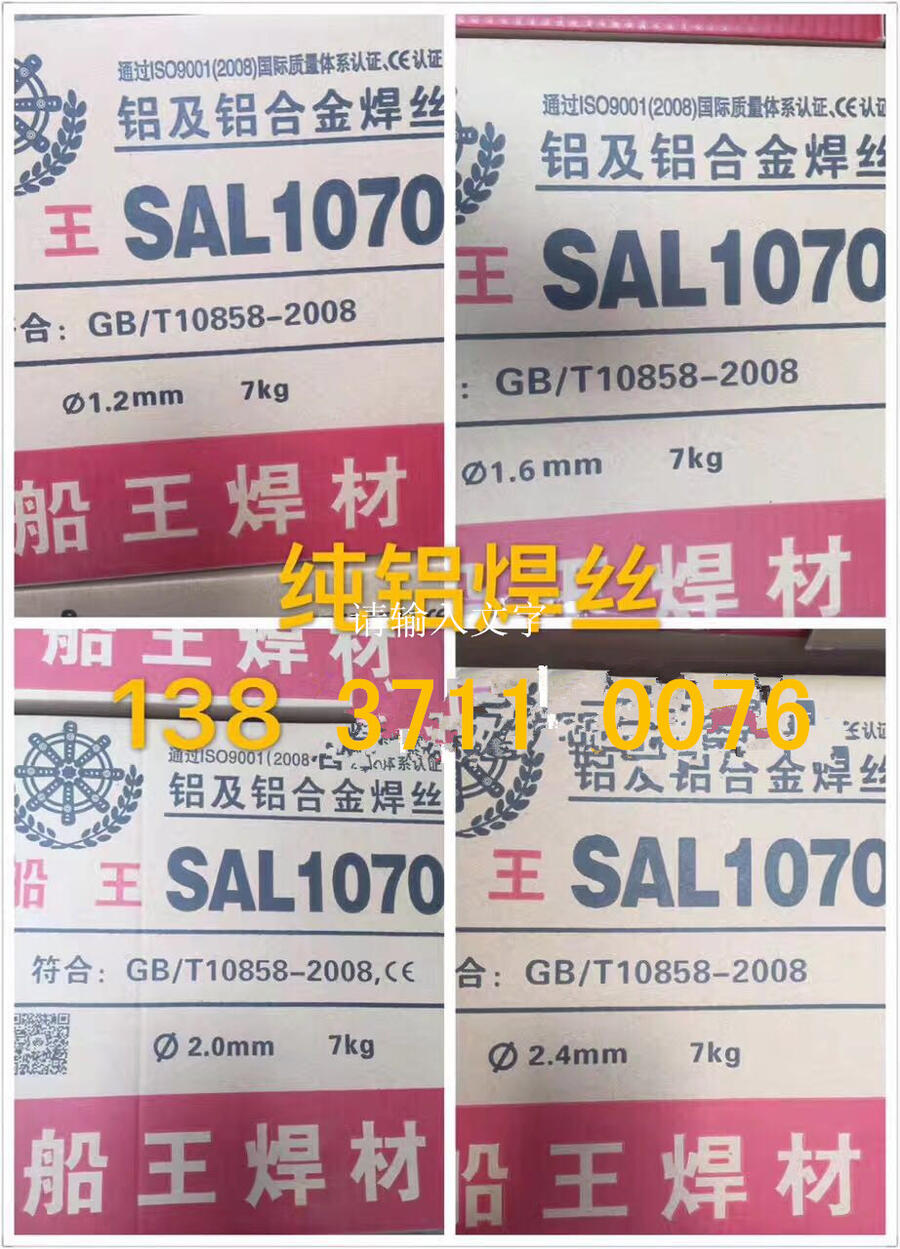 通过ISO9001(2008)国际质量体系认证、CE认证
铝及铝合金焊丝
王 SAL1070
合：GB/T10858-2008
Ø1.2mm 7kg
船王焊材
通过ISO9001(2008)国际质量体系认证、CE认证
铝及铝合金焊丝
王 SAL1070
：GB/T10858-2008
Ø1.6mm 7kg
焊材
纯铝焊丝
请输入文字
船王焊材
138 3711 0076
通过ISO9001(2008 体系认证
铝及铝合金焊丝
船王 SAL1070
符合：GB/T10858-2008,CE
Ø 2.0mm 7kg
船王焊材
认证
铝及铝合金焊丝
王 SAL1070
合：GB/T10858-2008
Ø 2.4mm 7kg
船王焊材